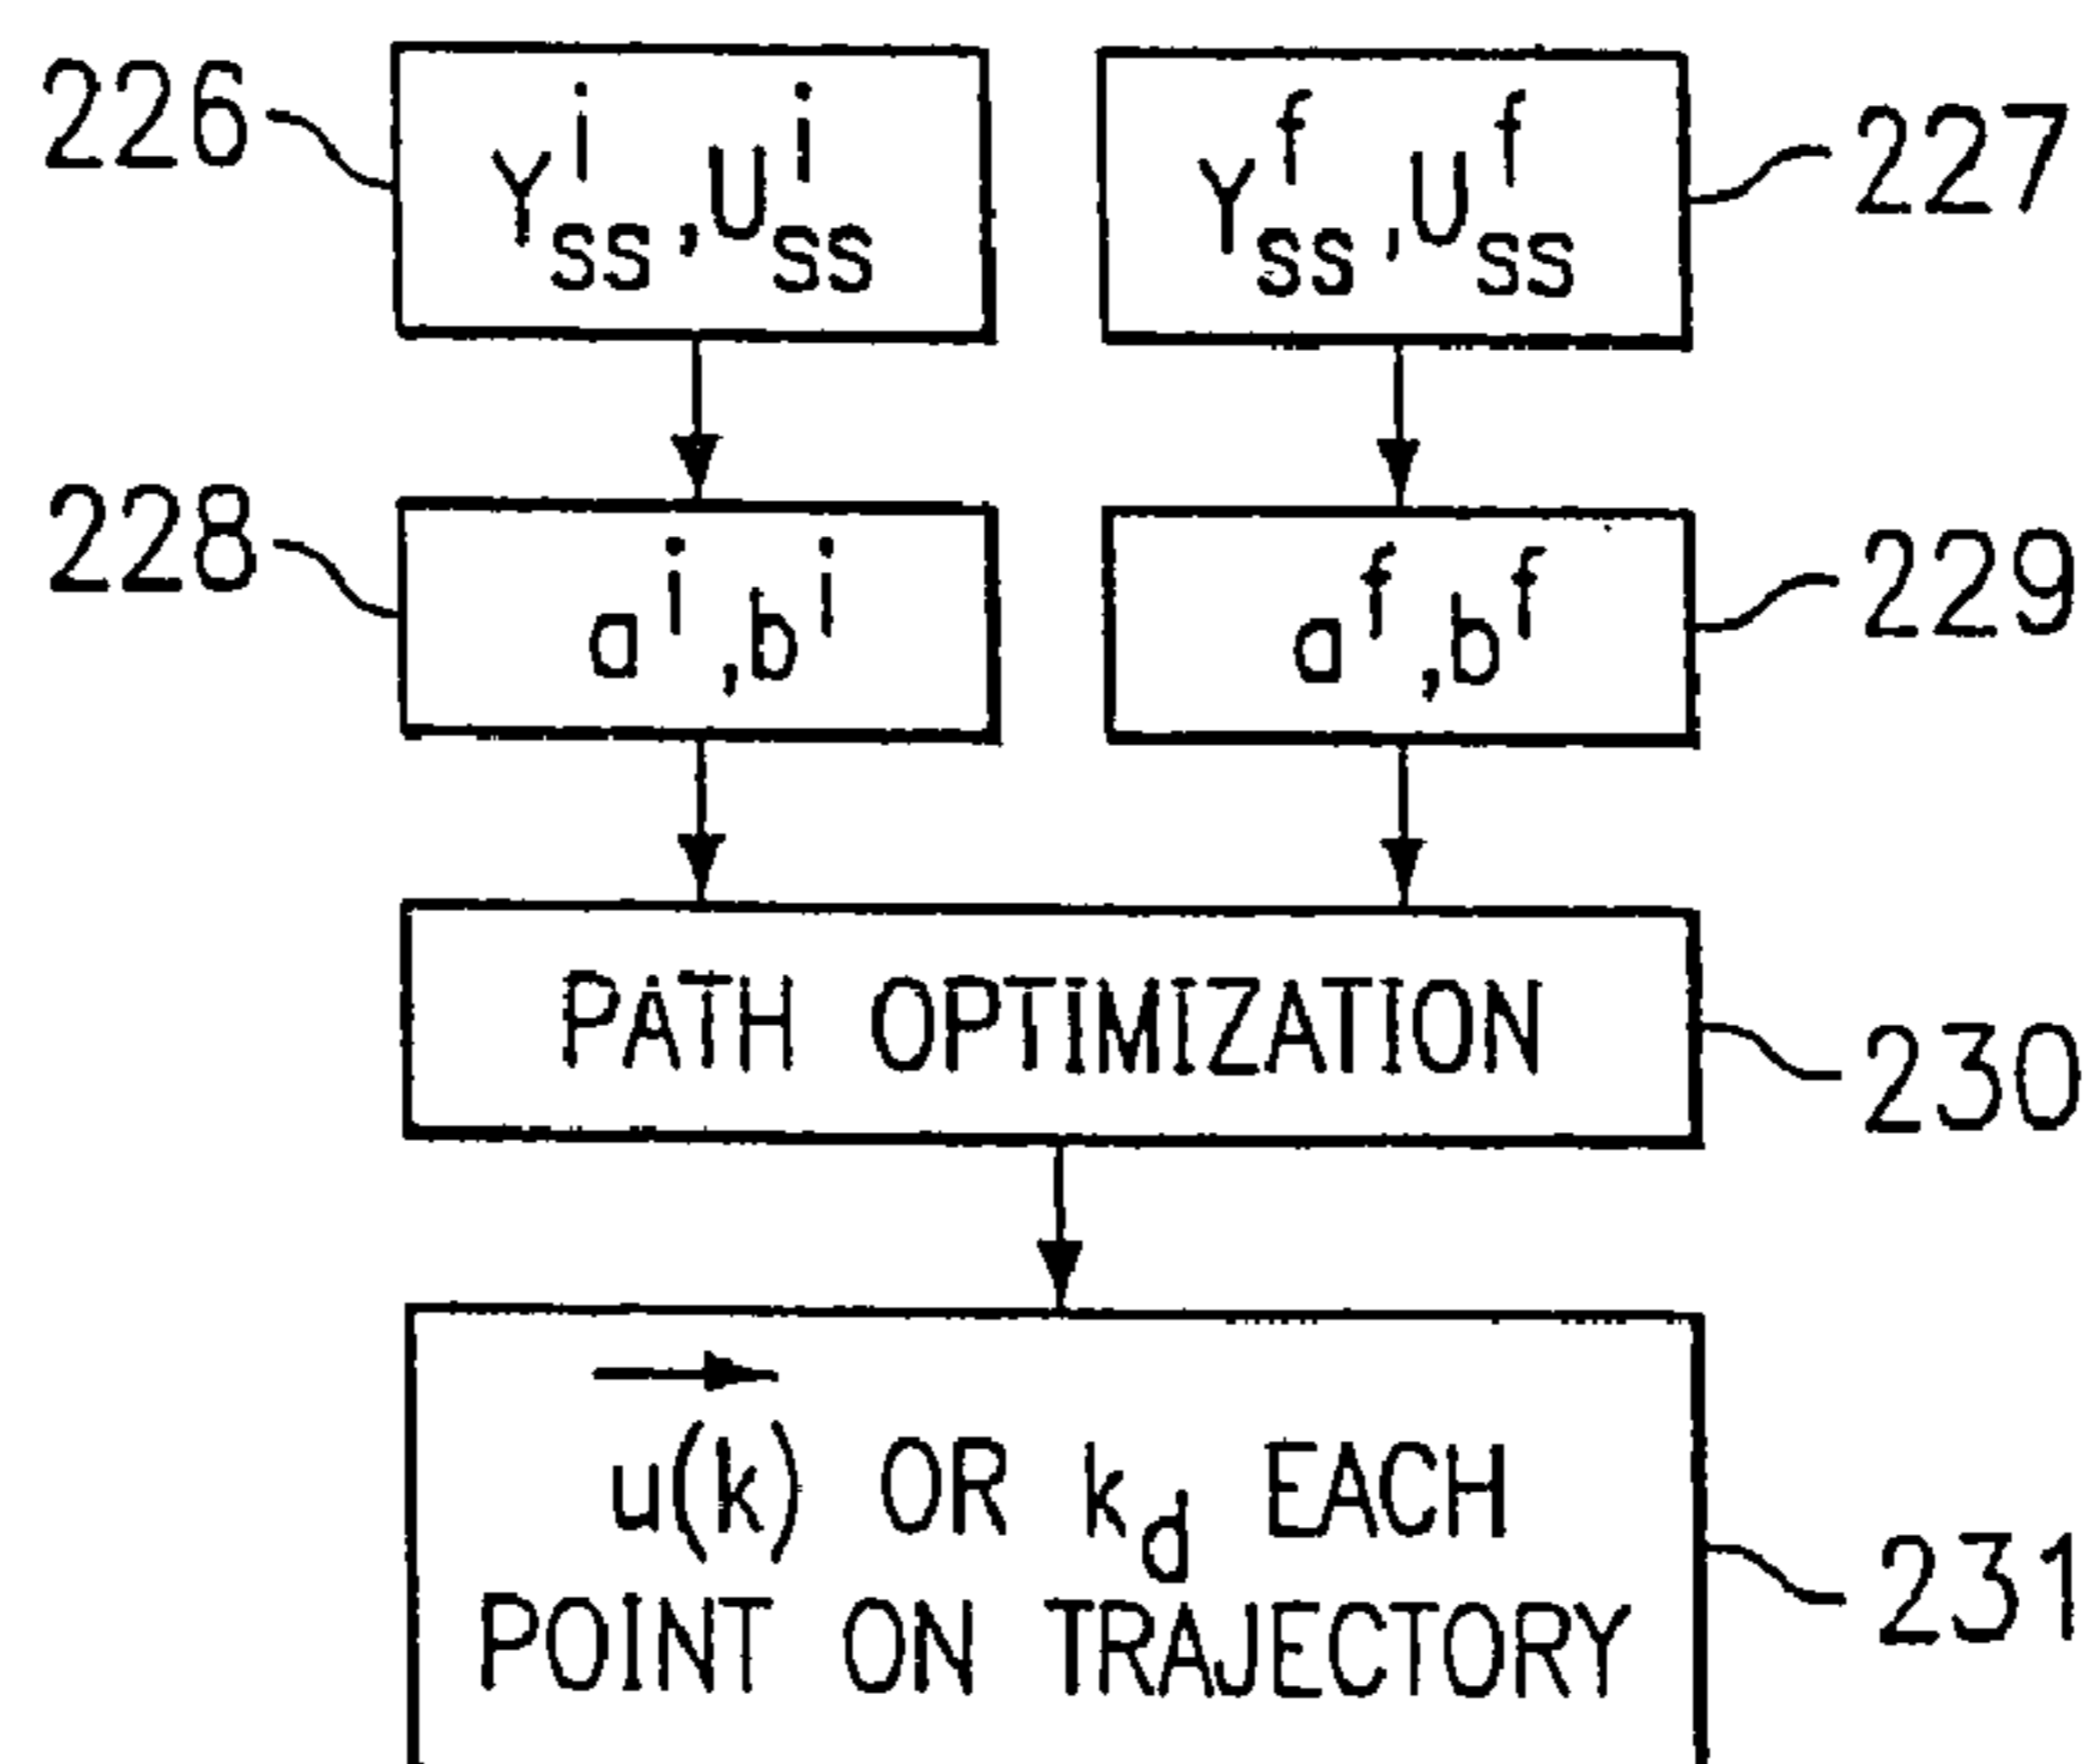 226
Y^i_ss, U^i_ss
Y^f_ss, U^f_ss
227
228
a^i, b^i
a^f, b^f
229
PATH OPTIMIZATION
230
u(k) OR k_d EACH
POINT ON TRAJECTORY
231